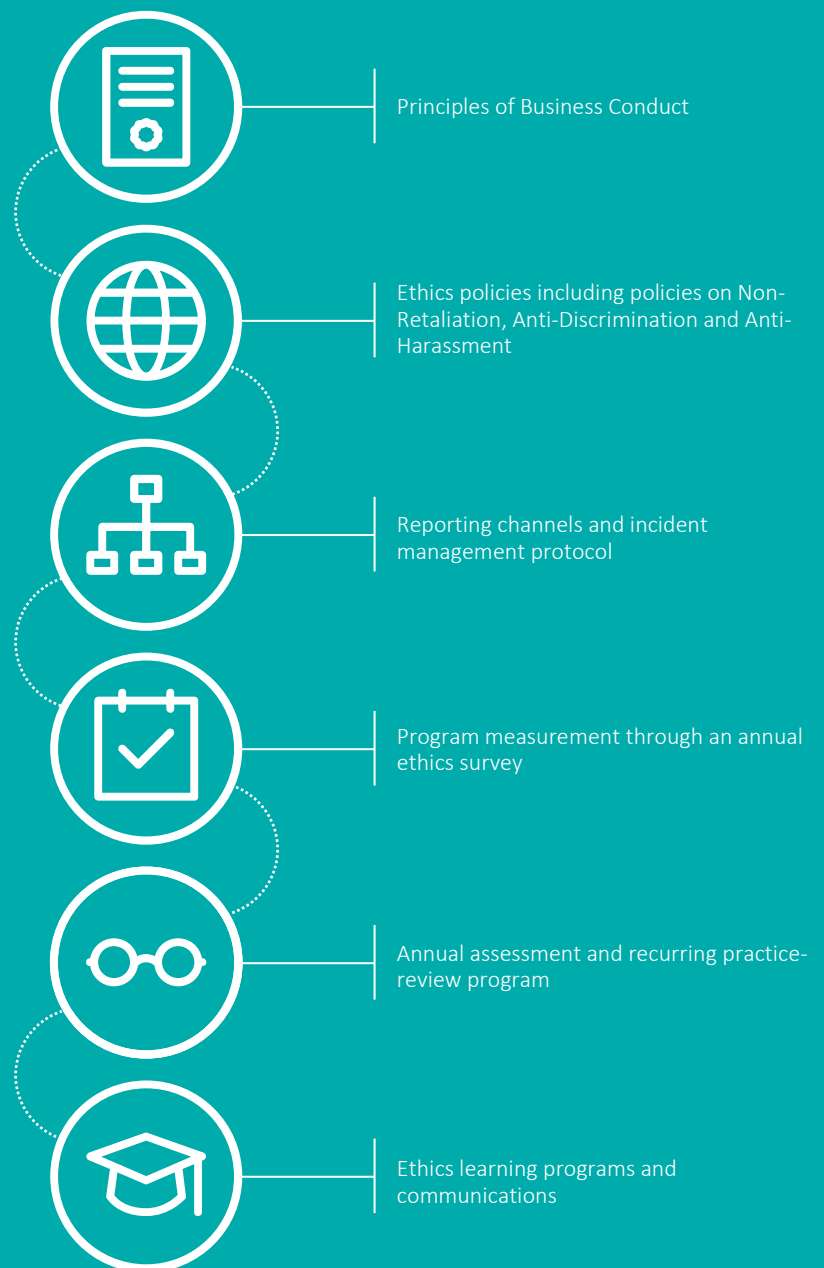 Principles of Business Conduct
Ethics policies including policies on Non-
Retaliation, Anti-Discrimination and Anti-
Harassment
Reporting channels and incident
management protocol
Program measurement through an annual
ethics survey
Annual assessment and recurring practice-
review program
Ethics learning programs and
communications